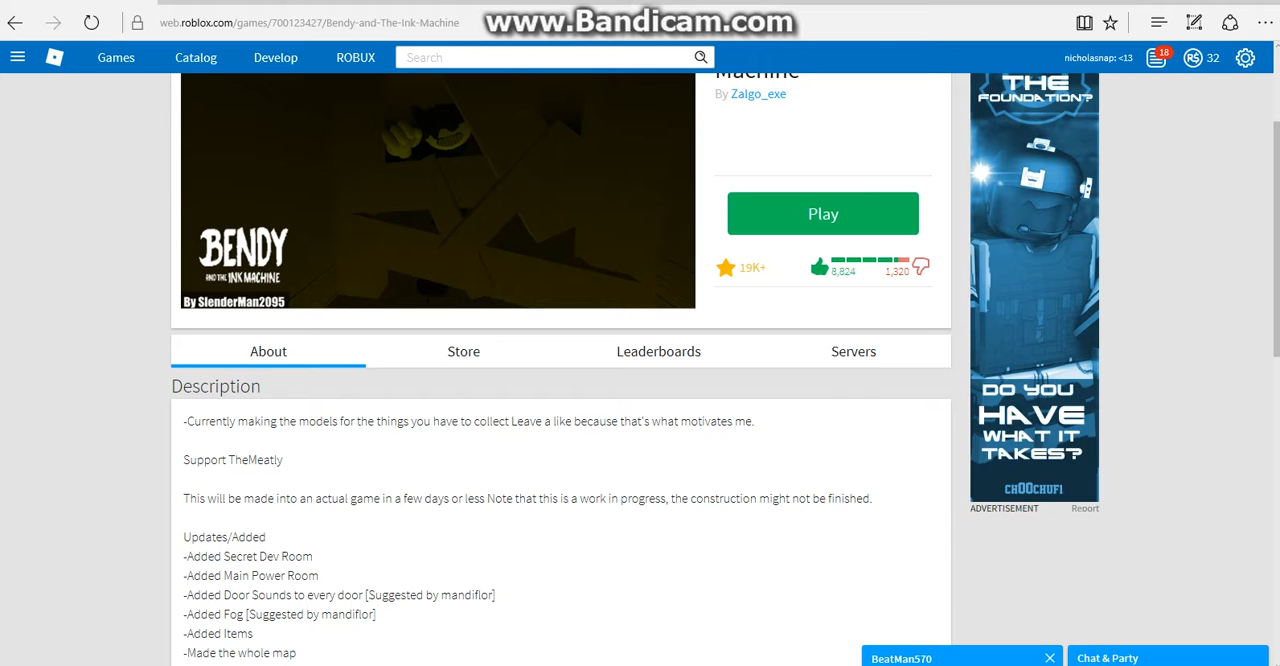 www.Bandicam.com
web.roblox.com/games/700123427/Bendy-and-The-Ink-Machine
Games Catalog Develop ROBUX Search nicholasnap: <13 18 R$ 32
Machine
By Zalgo_exe
Play
19K+ 8,824 1,320
BENDY
AND THE INK MACHINE
By SlenderMan2095
THE
FOUNDATION?
DO YOU
HAVE
WHAT IT
TAKES?
CH00CHUF1
ADVERTISEMENT Report
About Store Leaderboards Servers
Description
-Currently making the models for the things you have to collect Leave a like because that's what motivates me.
Support TheMeatly
This will be made into an actual game in a few days or less Note that this is a work in progress, the construction might not be finished.
Updates/Added
-Added Secret Dev Room
-Added Main Power Room
-Added Door Sounds to every door [Suggested by mandiflor]
-Added Fog [Suggested by mandiflor]
-Added Items
-Made the whole map
BeatMan570 Chat & Party